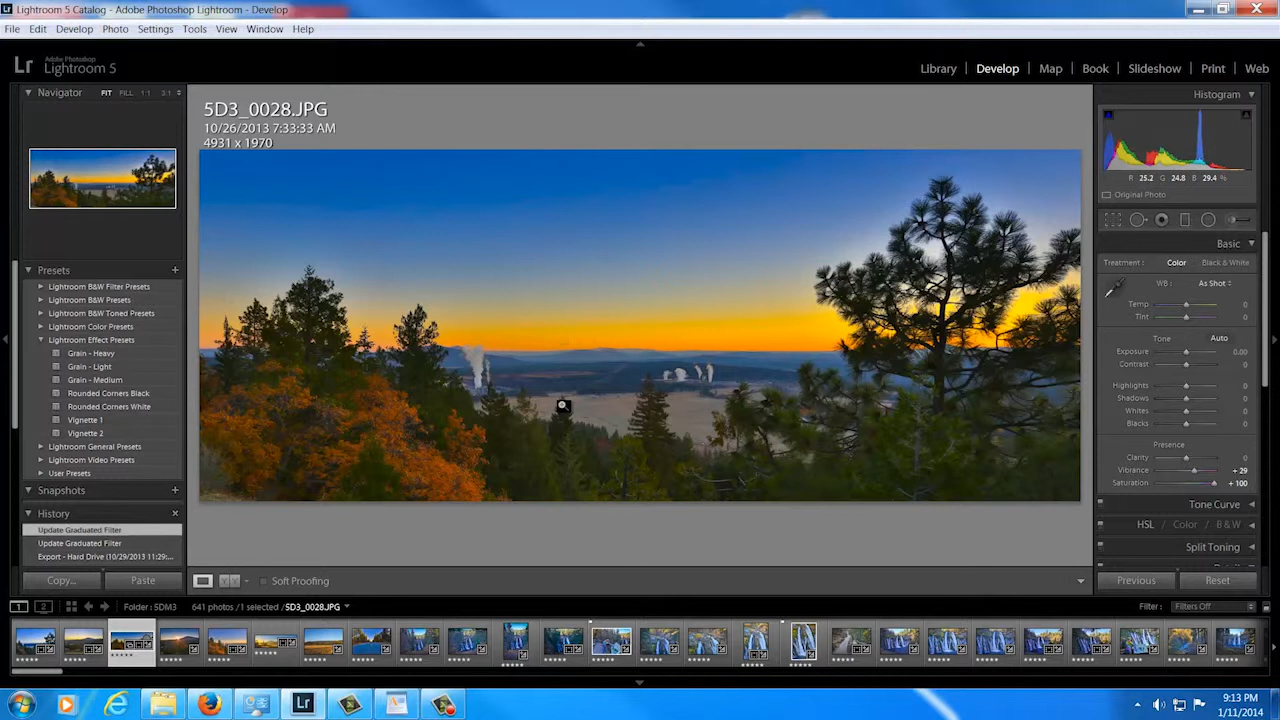 Lightroom 5 Catalog - Adobe Photoshop Lightroom - Develop
File Edit Develop Photo Settings Tools View Window Help
Lr Adobe Photoshop Lightroom 5
Library Develop Map Book Slideshow Print Web
Navigator FIT FILL 1:1 3:1
Presets +
Lightroom B&W Filter Presets
Lightroom B&W Presets
Lightroom B&W Toned Presets
Lightroom Color Presets
Lightroom Effect Presets
Grain - Heavy
Grain - Light
Grain - Medium
Rounded Corners Black
Rounded Corners White
Vignette 1
Vignette 2
Lightroom General Presets
Lightroom Video Presets
User Presets
Snapshots +
History ×
Update Graduated Filter
Update Graduated Filter
Export - Hard Drive (10/29/2013 11:29:...
Copy... Paste
5D3_0028.JPG
10/26/2013 7:33:33 AM
4931 x 1970
Soft Proofing
Histogram
R 25.2 G 24.8 B 29.4 %
Original Photo
Basic
Treatment: Color Black & White
WB: As Shot
Temp 0
Tint 0
Tone Auto
Exposure 0.00
Contrast 0
Highlights 0
Shadows 0
Whites 0
Blacks 0
Presence
Clarity 0
Vibrance + 29
Saturation + 100
Tone Curve
HSL / Color / B & W
Split Toning
Previous Reset
1 2 Folder: 5DM3 641 photos /1 selected /5D3_0028.JPG Filter: Filters Off
9:13 PM
1/11/2014